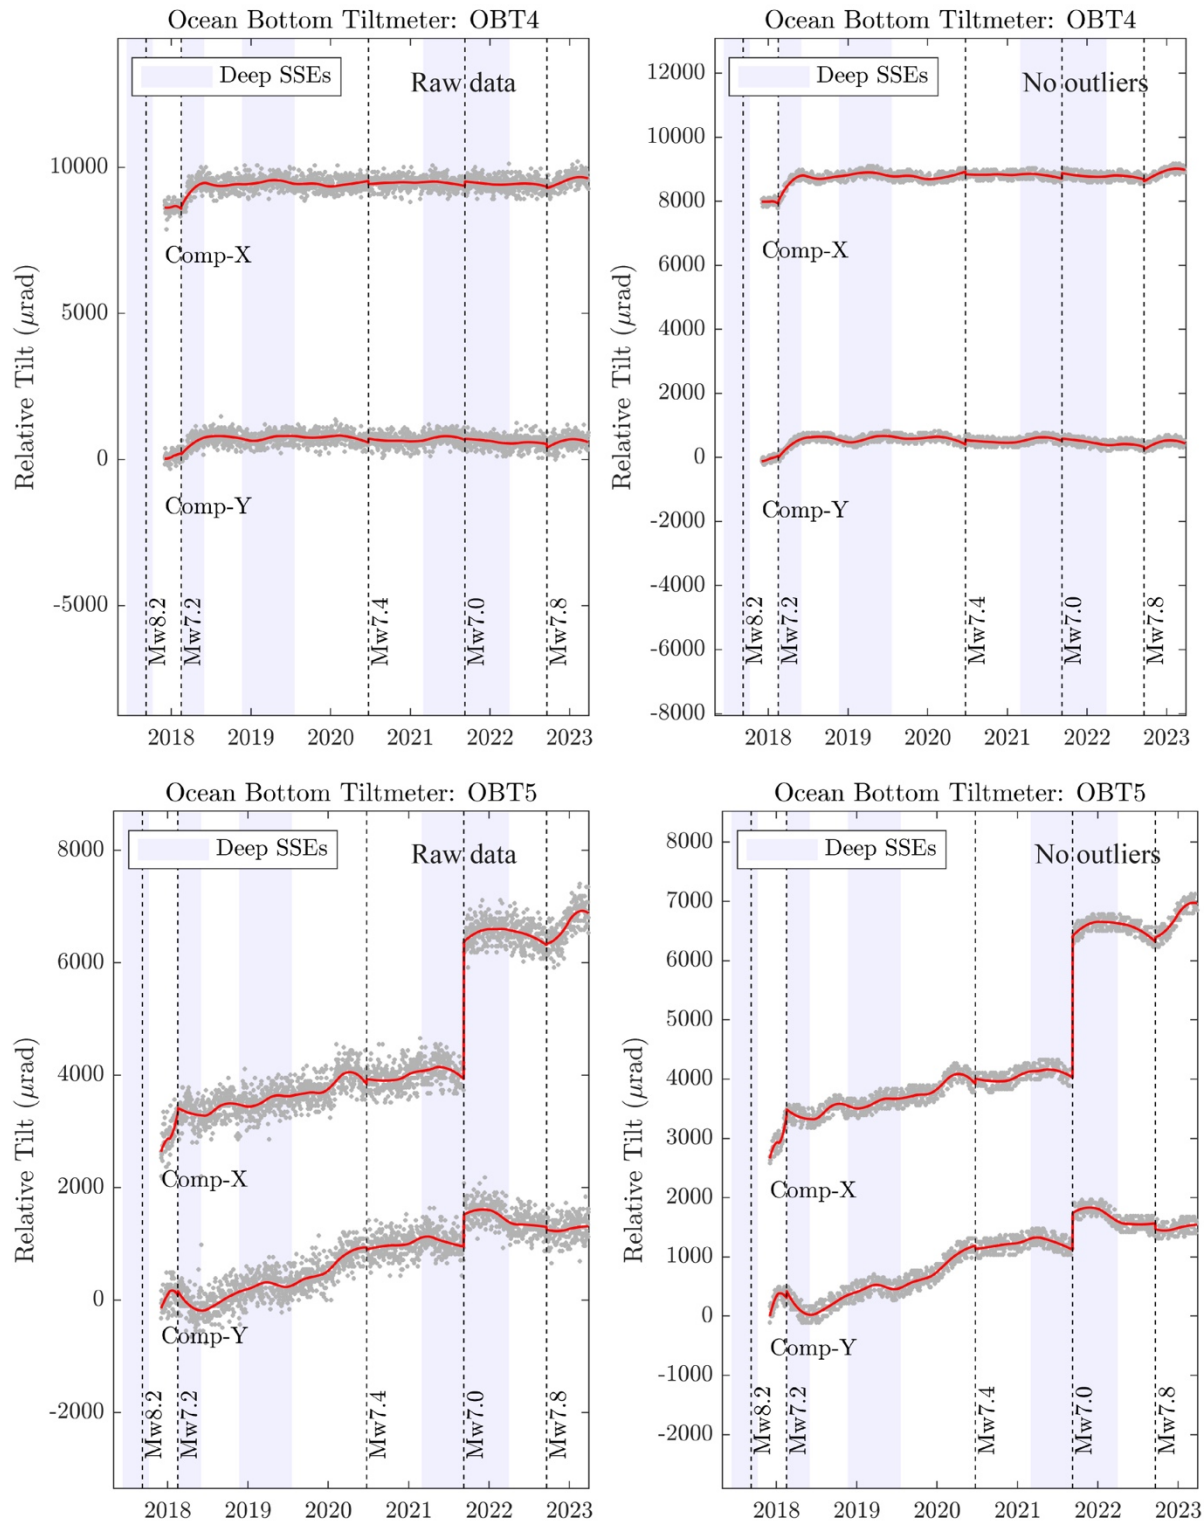 Ocean Bottom Tiltmeter: OBT4
Deep SSEs
Raw data
10000
5000
0
-5000
Relative Tilt (μrad)
Comp-X
Comp-Y
Mw8.2
Mw7.2
Mw7.4
Mw7.0
Mw7.8
2018 2019 2020 2021 2022 2023
Ocean Bottom Tiltmeter: OBT4
Deep SSEs
No outliers
12000
10000
8000
6000
4000
2000
0
-2000
-4000
-6000
-8000
Relative Tilt (μrad)
Comp-X
Comp-Y
Mw8.2
Mw7.2
Mw7.4
Mw7.0
Mw7.8
2018 2019 2020 2021 2022 2023
Ocean Bottom Tiltmeter: OBT5
Deep SSEs
Raw data
8000
6000
4000
2000
0
-2000
Relative Tilt (μrad)
Comp-X
Comp-Y
Mw8.2
Mw7.2
Mw7.4
Mw7.0
Mw7.8
2018 2019 2020 2021 2022 2023
Ocean Bottom Tiltmeter: OBT5
Deep SSEs
No outliers
8000
7000
6000
5000
4000
3000
2000
1000
0
-1000
-2000
Relative Tilt (μrad)
Comp-X
Comp-Y
Mw8.2
Mw7.2
Mw7.4
Mw7.0
Mw7.8
2018 2019 2020 2021 2022 2023